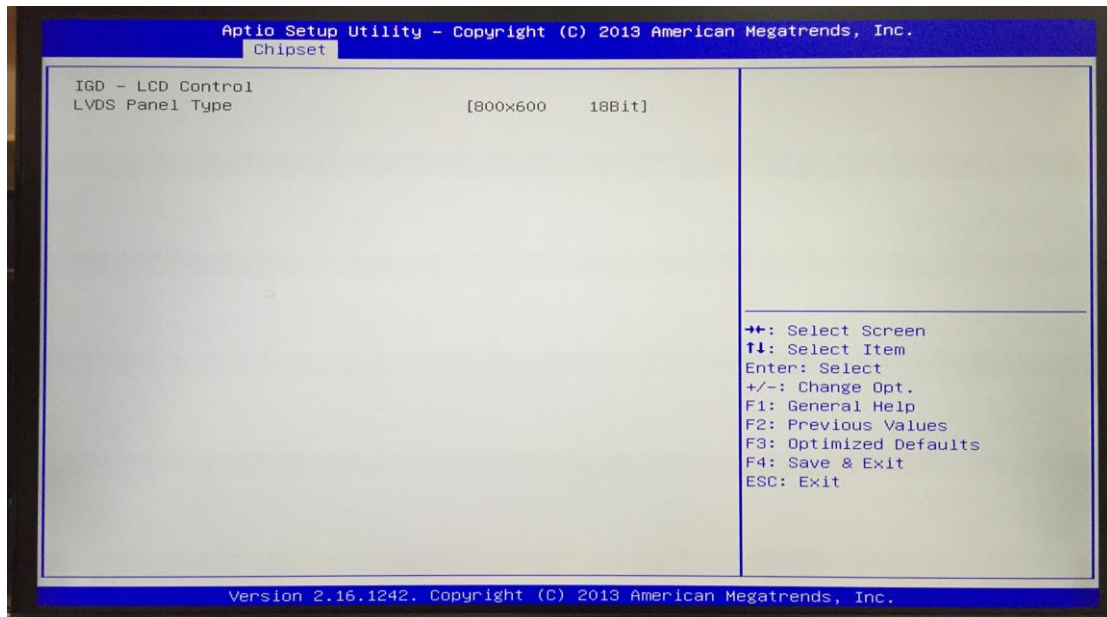 Aptio Setup Utility – Copyright (C) 2013 American Megatrends, Inc.
Chipset
IGD – LCD Control
LVDS Panel Type [800x600 18Bit]
→←: Select Screen
↑↓: Select Item
Enter: Select
+/-: Change Opt.
F1: General Help
F2: Previous Values
F3: Optimized Defaults
F4: Save & Exit
ESC: Exit
Version 2.16.1242. Copyright (C) 2013 American Megatrends, Inc.